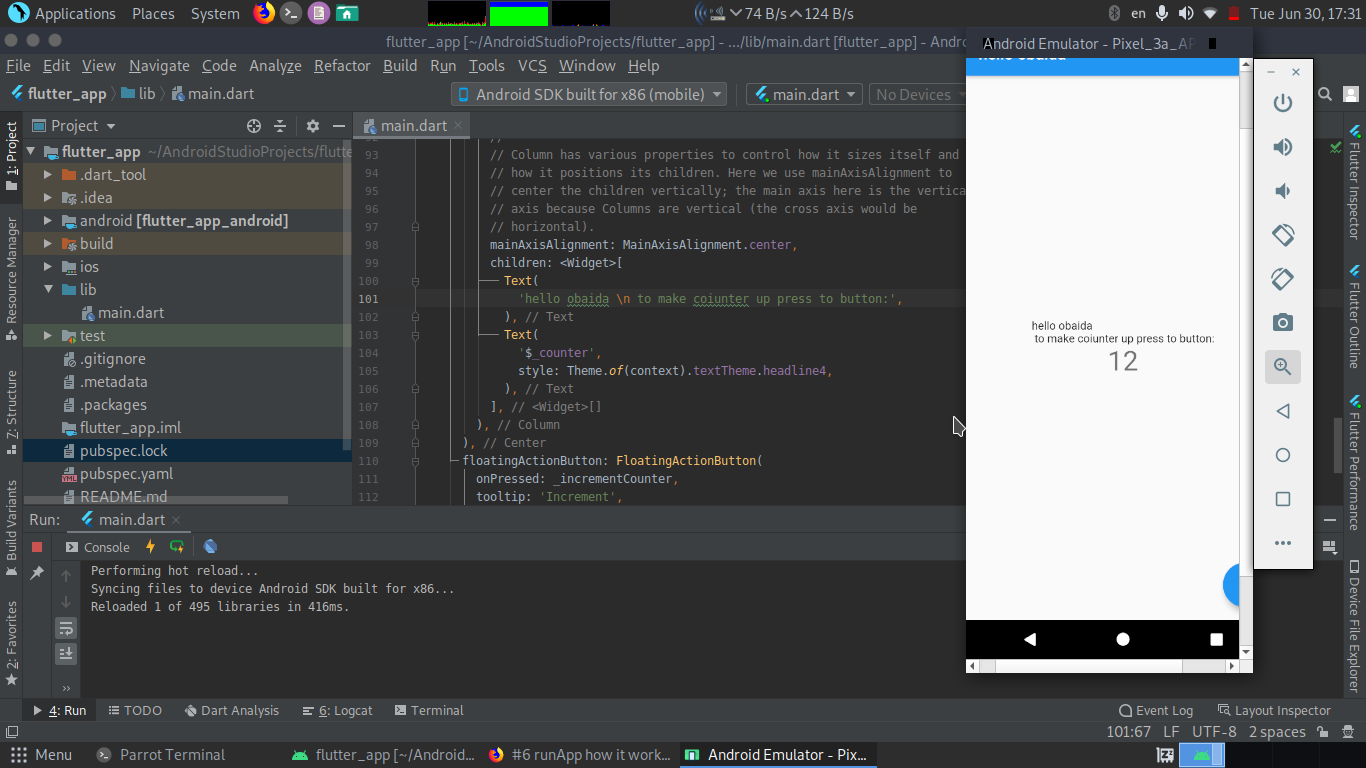 Applications Places System 74 B/s 124 B/s en Tue Jun 30, 17:31
flutter_app [~/AndroidStudioProjects/flutter_app] - .../lib/main.dart [flutter_app] - Andro
Android Emulator - Pixel_3a_AP
File Edit View Navigate Code Analyze Refactor Build Run Tools VCS Window Help
flutter_app lib main.dart Android SDK built for x86 (mobile) main.dart No Devices
Project main.dart
1: Project
Resource Manager
7: Structure
Build Variants
2: Favorites
flutter_app ~/AndroidStudioProjects/flutte
.dart_tool
.idea
android [flutter_app_android]
build
ios
lib
main.dart
test
.gitignore
.metadata
.packages
flutter_app.iml
pubspec.lock
pubspec.yaml
README.md
92 //
93 // Column has various properties to control how it sizes itself and
94 // how it positions its children. Here we use mainAxisAlignment to
95 // center the children vertically; the main axis here is the vertica
96 // axis because Columns are vertical (the cross axis would be
97 // horizontal).
98 mainAxisAlignment: MainAxisAlignment.center,
99 children: <Widget>[
100 Text(
101 'hello obaida \n to make coiunter up press to button:',
102 ), // Text
103 Text(
104 '$_counter',
105 style: Theme.of(context).textTheme.headline4,
106 ), // Text
107 ], // <Widget>[]
108 ), // Column
109 ), // Center
110 floatingActionButton: FloatingActionButton(
111 onPressed: _incrementCounter,
112 tooltip: 'Increment',
hello obaida
hello obaida
to make coiunter up press to button:
12
Flutter Inspector
Flutter Outline
Flutter Performance
Device File Explorer
Run: main.dart
Console
Performing hot reload...
Syncing files to device Android SDK built for x86...
Reloaded 1 of 495 libraries in 416ms.
4: Run TODO Dart Analysis 6: Logcat Terminal Event Log Layout Inspector
101:67 LF UTF-8 2 spaces
Menu Parrot Terminal flutter_app [~/Android... #6 runApp how it work... Android Emulator - Pix...